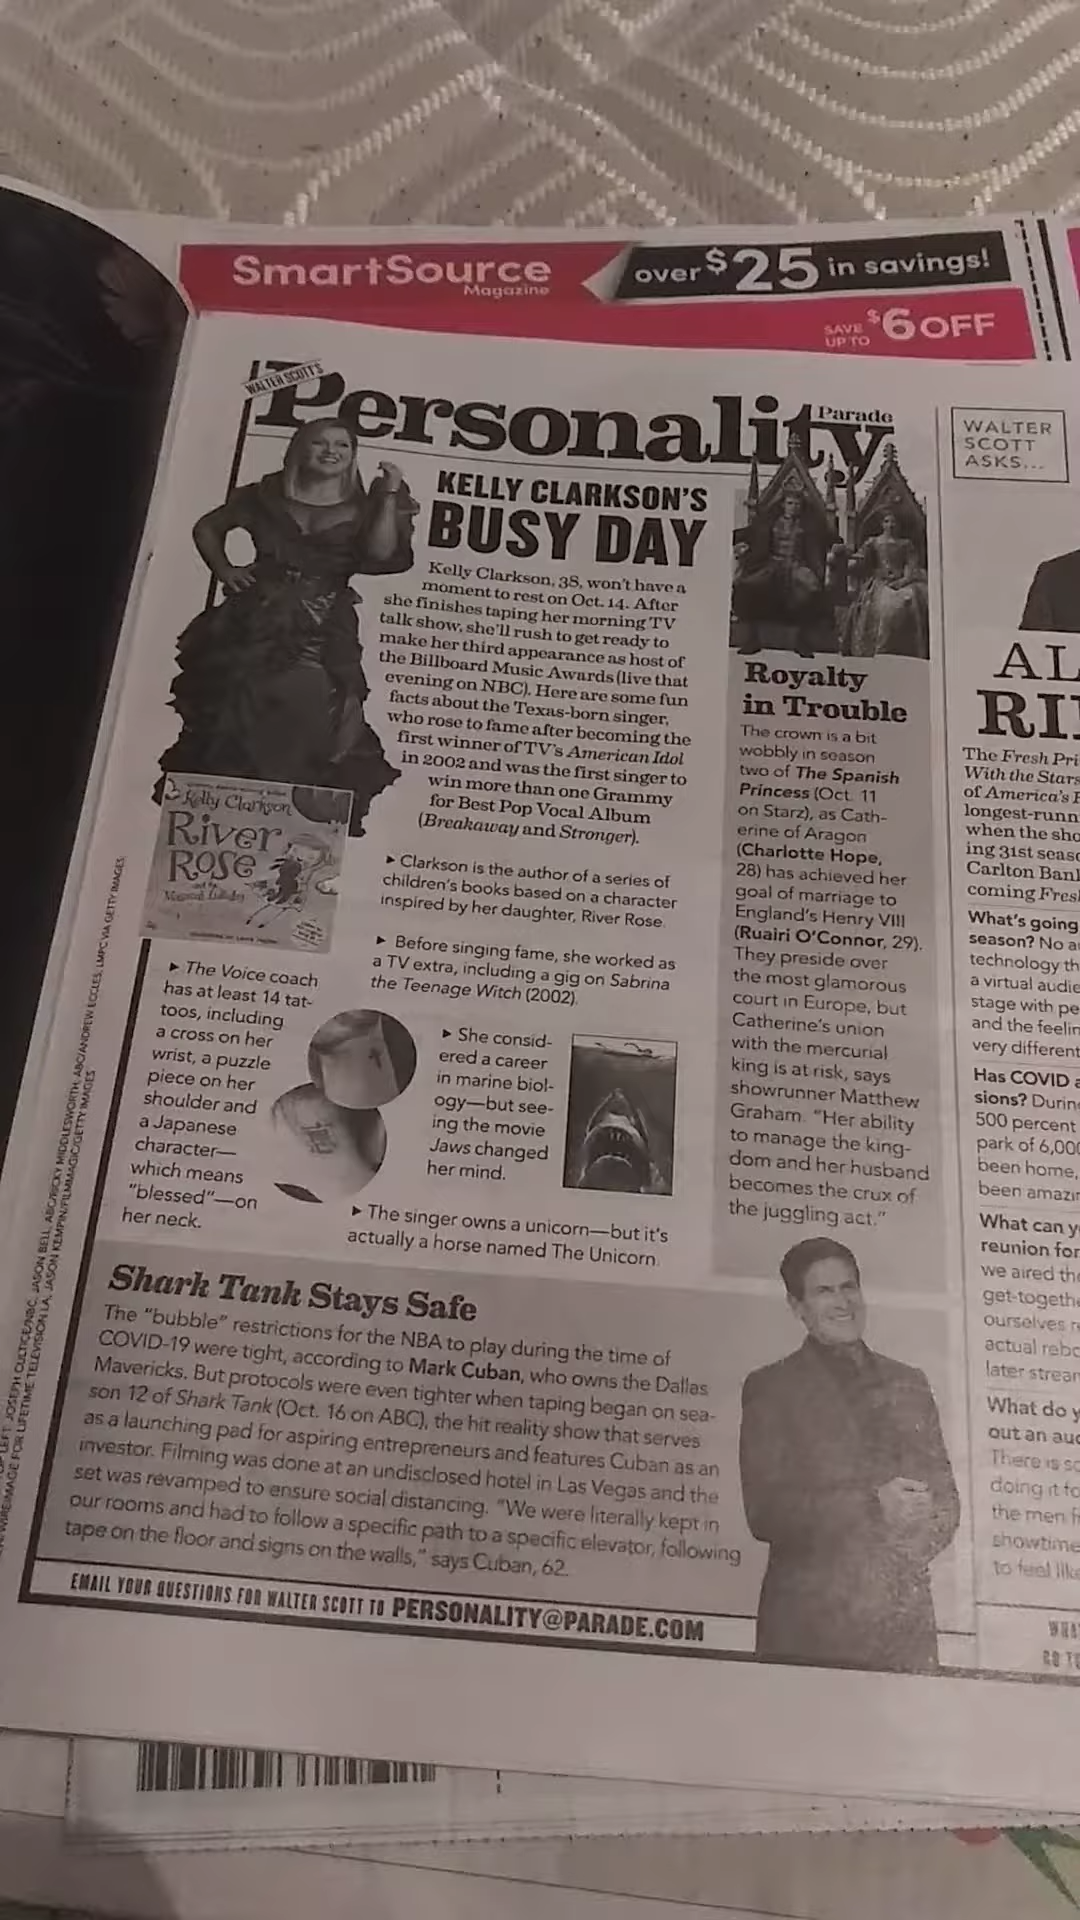 SmartSource
Magazine
over $25 in savings!
SAVE
UP TO $6 OFF
WALTER SCOTT'S
Personality
Parade
KELLY CLARKSON'S
BUSY DAY
Kelly Clarkson, 38, won't have a
moment to rest on Oct. 14. After
she finishes taping her morning TV
talk show, she'll rush to get ready to
make her third appearance as host of
the Billboard Music Awards (live that
evening on NBC). Here are some fun
facts about the Texas-born singer,
who rose to fame after becoming the
first winner of TV's American Idol
in 2002 and was the first singer to
win more than one Grammy
for Best Pop Vocal Album
(Breakaway and Stronger).
Kelly Clarkson
River
Rose
and the
Magical Lullaby
▸ Clarkson is the author of a series of
children's books based on a character
inspired by her daughter, River Rose.
▸ Before singing fame, she worked as
a TV extra, including a gig on Sabrina
the Teenage Witch (2002).
▸ The Voice coach
has at least 14 tat-
toos, including
a cross on her
wrist, a puzzle
piece on her
shoulder and
a Japanese
character—
which means
"blessed"—on
her neck.
▸ She consid-
ered a career
in marine biol-
ogy—but see-
ing the movie
Jaws changed
her mind.
▸ The singer owns a unicorn—but it's
actually a horse named The Unicorn.
Royalty
in Trouble
The crown is a bit
wobbly in season
two of The Spanish
Princess (Oct. 11
on Starz), as Cath-
erine of Aragon
(Charlotte Hope,
28) has achieved her
goal of marriage to
England's Henry VIII
(Ruairi O'Connor, 29).
They preside over
the most glamorous
court in Europe, but
Catherine's union
with the mercurial
king is at risk, says
showrunner Matthew
Graham. "Her ability
to manage the king-
dom and her husband
becomes the crux of
the juggling act."
Shark Tank Stays Safe
The "bubble" restrictions for the NBA to play during the time of
COVID-19 were tight, according to Mark Cuban, who owns the Dallas
Mavericks. But protocols were even tighter when taping began on sea-
son 12 of Shark Tank (Oct. 16 on ABC), the hit reality show that serves
as a launching pad for aspiring entrepreneurs and features Cuban as an
investor. Filming was done at an undisclosed hotel in Las Vegas and the
set was revamped to ensure social distancing. "We were literally kept in
our rooms and had to follow a specific path to a specific elevator, following
tape on the floor and signs on the walls," says Cuban, 62.
EMAIL YOUR QUESTIONS FOR WALTER SCOTT TO PERSONALITY@PARADE.COM
WALTER
SCOTT
ASKS...
AL
RI
The Fresh Pri
With the Stars
of America's
longest-runn
when the sho
ing 31st seas
Carlton Ban
coming Fres
What's going
season? No a
technology th
a virtual audie
stage with pe
and the feelin
very different
Has COVID
sions? Durin
500 percent
park of 6,00
been home,
been amazi
What can y
reunion for
we aired the
get-togethe
ourselves r
actual rebo
later strea
What do y
out an au
There is so
doing it to
the men f
showtime
to feel lik
WHA
GO T